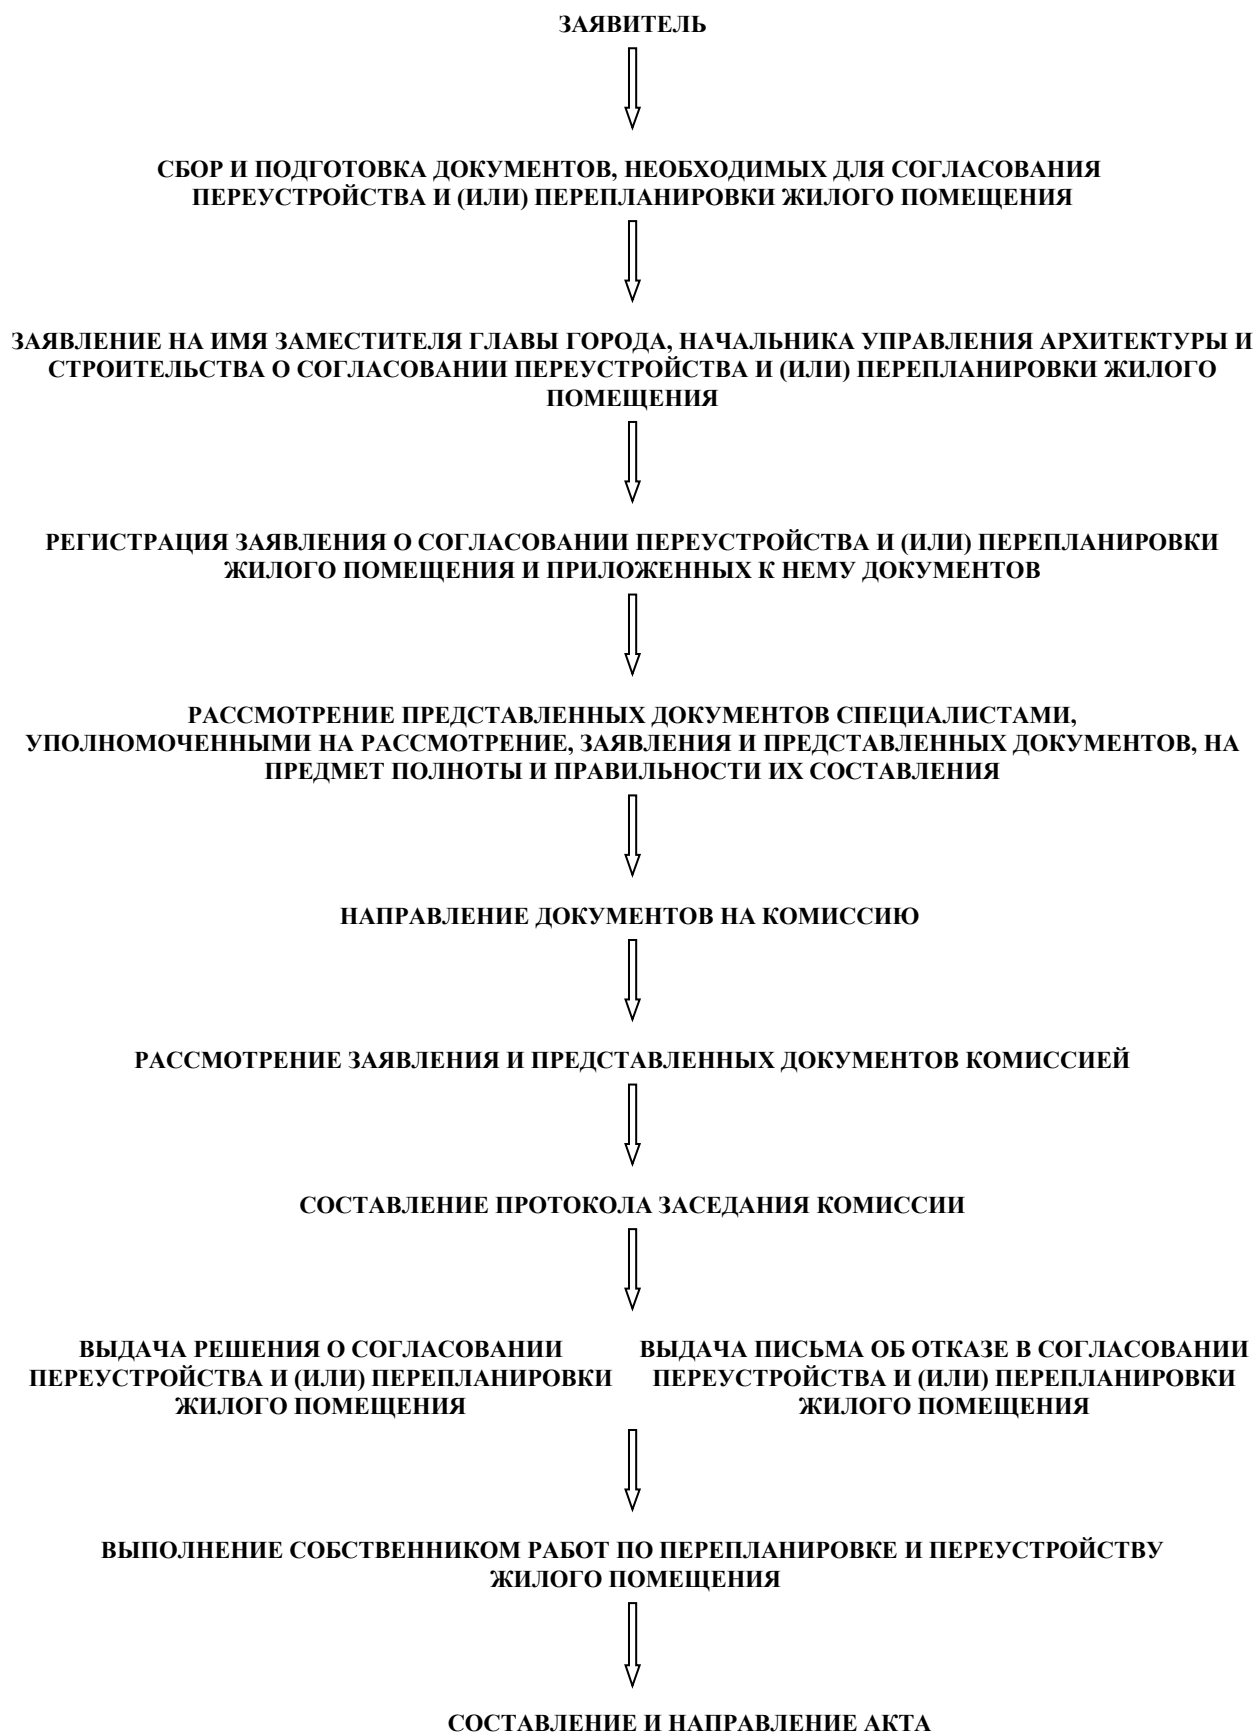 ЗАЯВИТЕЛЬ
СБОР И ПОДГОТОВКА ДОКУМЕНТОВ, НЕОБХОДИМЫХ ДЛЯ СОГЛАСОВАНИЯ
ПЕРЕУСТРОЙСТВА И (ИЛИ) ПЕРЕПЛАНИРОВКИ ЖИЛОГО ПОМЕЩЕНИЯ
ЗАЯВЛЕНИЕ НА ИМЯ ЗАМЕСТИТЕЛЯ ГЛАВЫ ГОРОДА, НАЧАЛЬНИКА УПРАВЛЕНИЯ АРХИТЕКТУРЫ И
СТРОИТЕЛЬСТВА О СОГЛАСОВАНИИ ПЕРЕУСТРОЙСТВА И (ИЛИ) ПЕРЕПЛАНИРОВКИ ЖИЛОГО
ПОМЕЩЕНИЯ
РЕГИСТРАЦИЯ ЗАЯВЛЕНИЯ О СОГЛАСОВАНИИ ПЕРЕУСТРОЙСТВА И (ИЛИ) ПЕРЕПЛАНИРОВКИ
ЖИЛОГО ПОМЕЩЕНИЯ И ПРИЛОЖЕННЫХ К НЕМУ ДОКУМЕНТОВ
РАССМОТРЕНИЕ ПРЕДСТАВЛЕННЫХ ДОКУМЕНТОВ СПЕЦИАЛИСТАМИ,
УПОЛНОМОЧЕННЫМИ НА РАССМОТРЕНИЕ, ЗАЯВЛЕНИЯ И ПРЕДСТАВЛЕННЫХ ДОКУМЕНТОВ, НА
ПРЕДМЕТ ПОЛНОТЫ И ПРАВИЛЬНОСТИ ИХ СОСТАВЛЕНИЯ
НАПРАВЛЕНИЕ ДОКУМЕНТОВ НА КОМИССИЮ
РАССМОТРЕНИЕ ЗАЯВЛЕНИЯ И ПРЕДСТАВЛЕННЫХ ДОКУМЕНТОВ КОМИССИЕЙ
СОСТАВЛЕНИЕ ПРОТОКОЛА ЗАСЕДАНИЯ КОМИССИИ
ВЫДАЧА РЕШЕНИЯ О СОГЛАСОВАНИИ
ПЕРЕУСТРОЙСТВА И (ИЛИ) ПЕРЕПЛАНИРОВКИ
ЖИЛОГО ПОМЕЩЕНИЯ
ВЫДАЧА ПИСЬМА ОБ ОТКАЗЕ В СОГЛАСОВАНИИ
ПЕРЕУСТРОЙСТВА И (ИЛИ) ПЕРЕПЛАНИРОВКИ
ЖИЛОГО ПОМЕЩЕНИЯ
ВЫПОЛНЕНИЕ СОБСТВЕННИКОМ РАБОТ ПО ПЕРЕПЛАНИРОВКЕ И ПЕРЕУСТРОЙСТВУ
ЖИЛОГО ПОМЕЩЕНИЯ
СОСТАВЛЕНИЕ И НАПРАВЛЕНИЕ АКТА